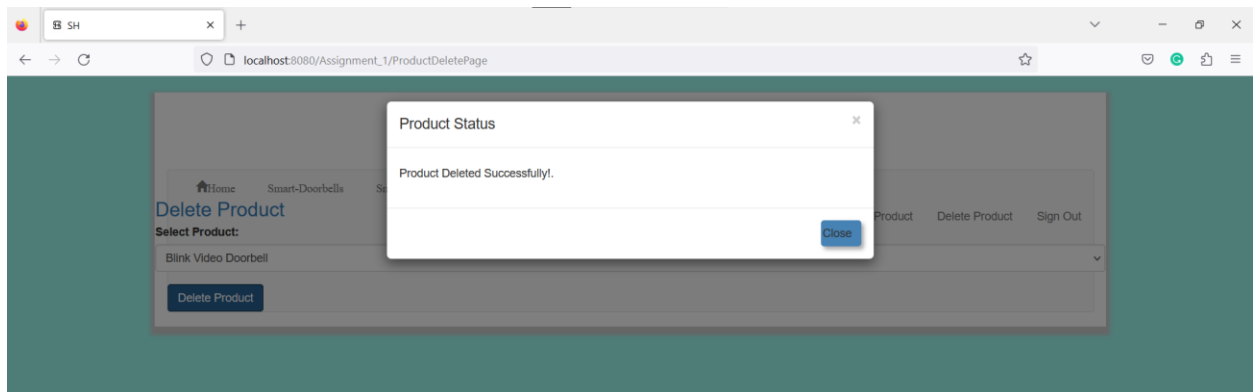 SH
localhost:8080/Assignment_1/ProductDeletePage
Product Status
Product Deleted Successfully!.
Close
Home Smart-Doorbells
Delete Product
Product Delete Product Sign Out
Select Product:
Blink Video Doorbell
Delete Product